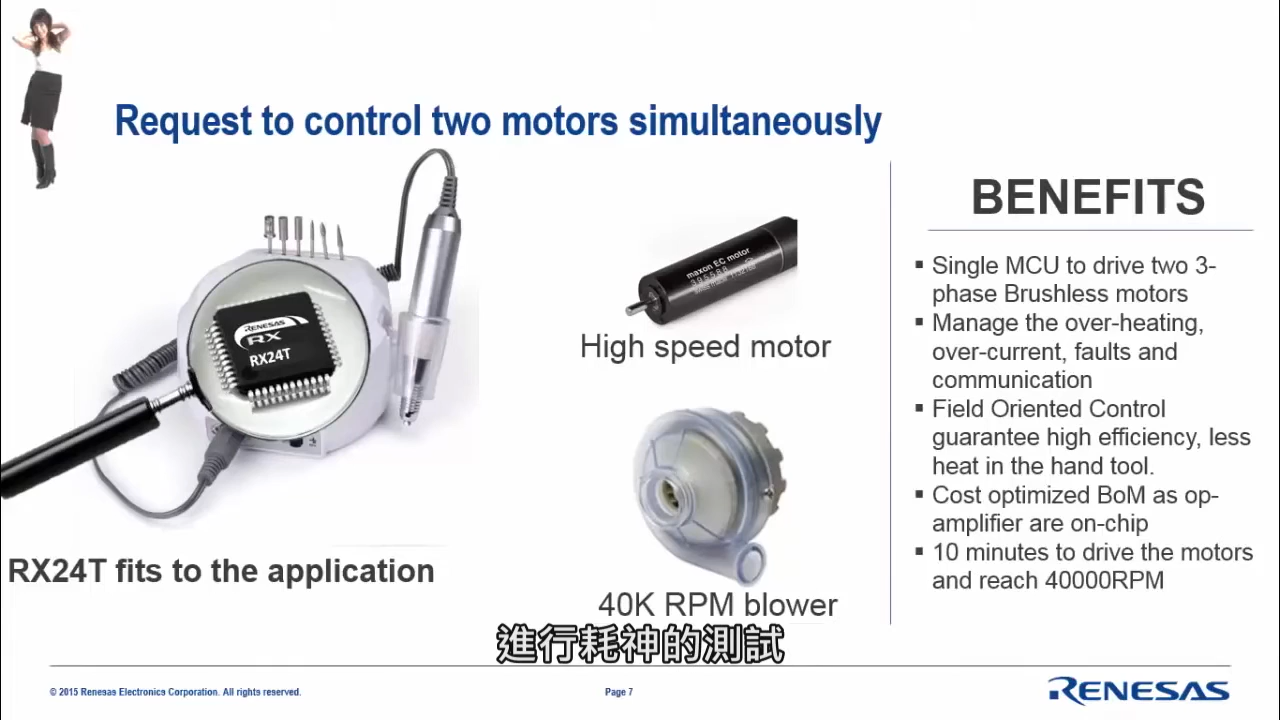 Request to control two motors simultaneously
BENEFITS
▪ Single MCU to drive two 3-
phase Brushless motors
▪ Manage the over-heating,
over-current, faults and
communication
▪ Field Oriented Control
guarantee high efficiency, less
heat in the hand tool.
▪ Cost optimized BoM as op-
amplifier are on-chip
▪ 10 minutes to drive the motors
and reach 40000RPM
RENESAS
RX
RX24T
RX24T fits to the application
maxon EC motor
High speed motor
40K RPM blower
進行耗神的測試
© 2015 Renesas Electronics Corporation. All rights reserved.
Page 7
RENESAS